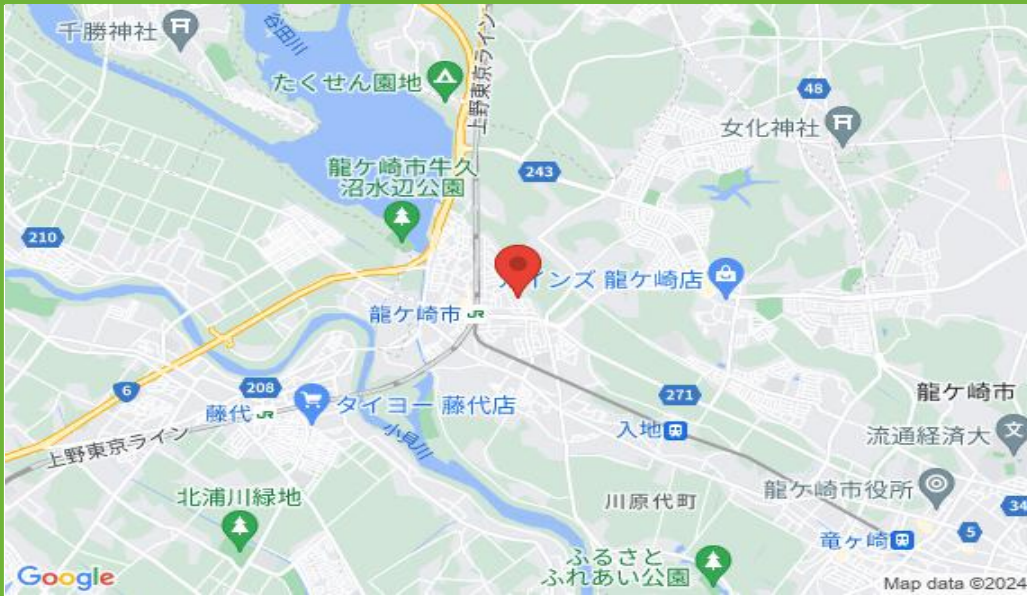 千勝神社
谷田川
たくせん園地
上野東京ライン
48
女化神社
龍ケ崎市牛久
沼水辺公園
243
210
インズ 龍ケ崎店
龍ケ崎市
JR
6
208
藤代
JR
タイヨー 藤代店
小貝川
271
入地
龍ケ崎市
流通経済大
上野東京ライン
北浦川緑地
川原代町
龍ケ崎市役所
34
5
竜ヶ崎
ふるさと
ふれあい公園
Google
Map data ©2024